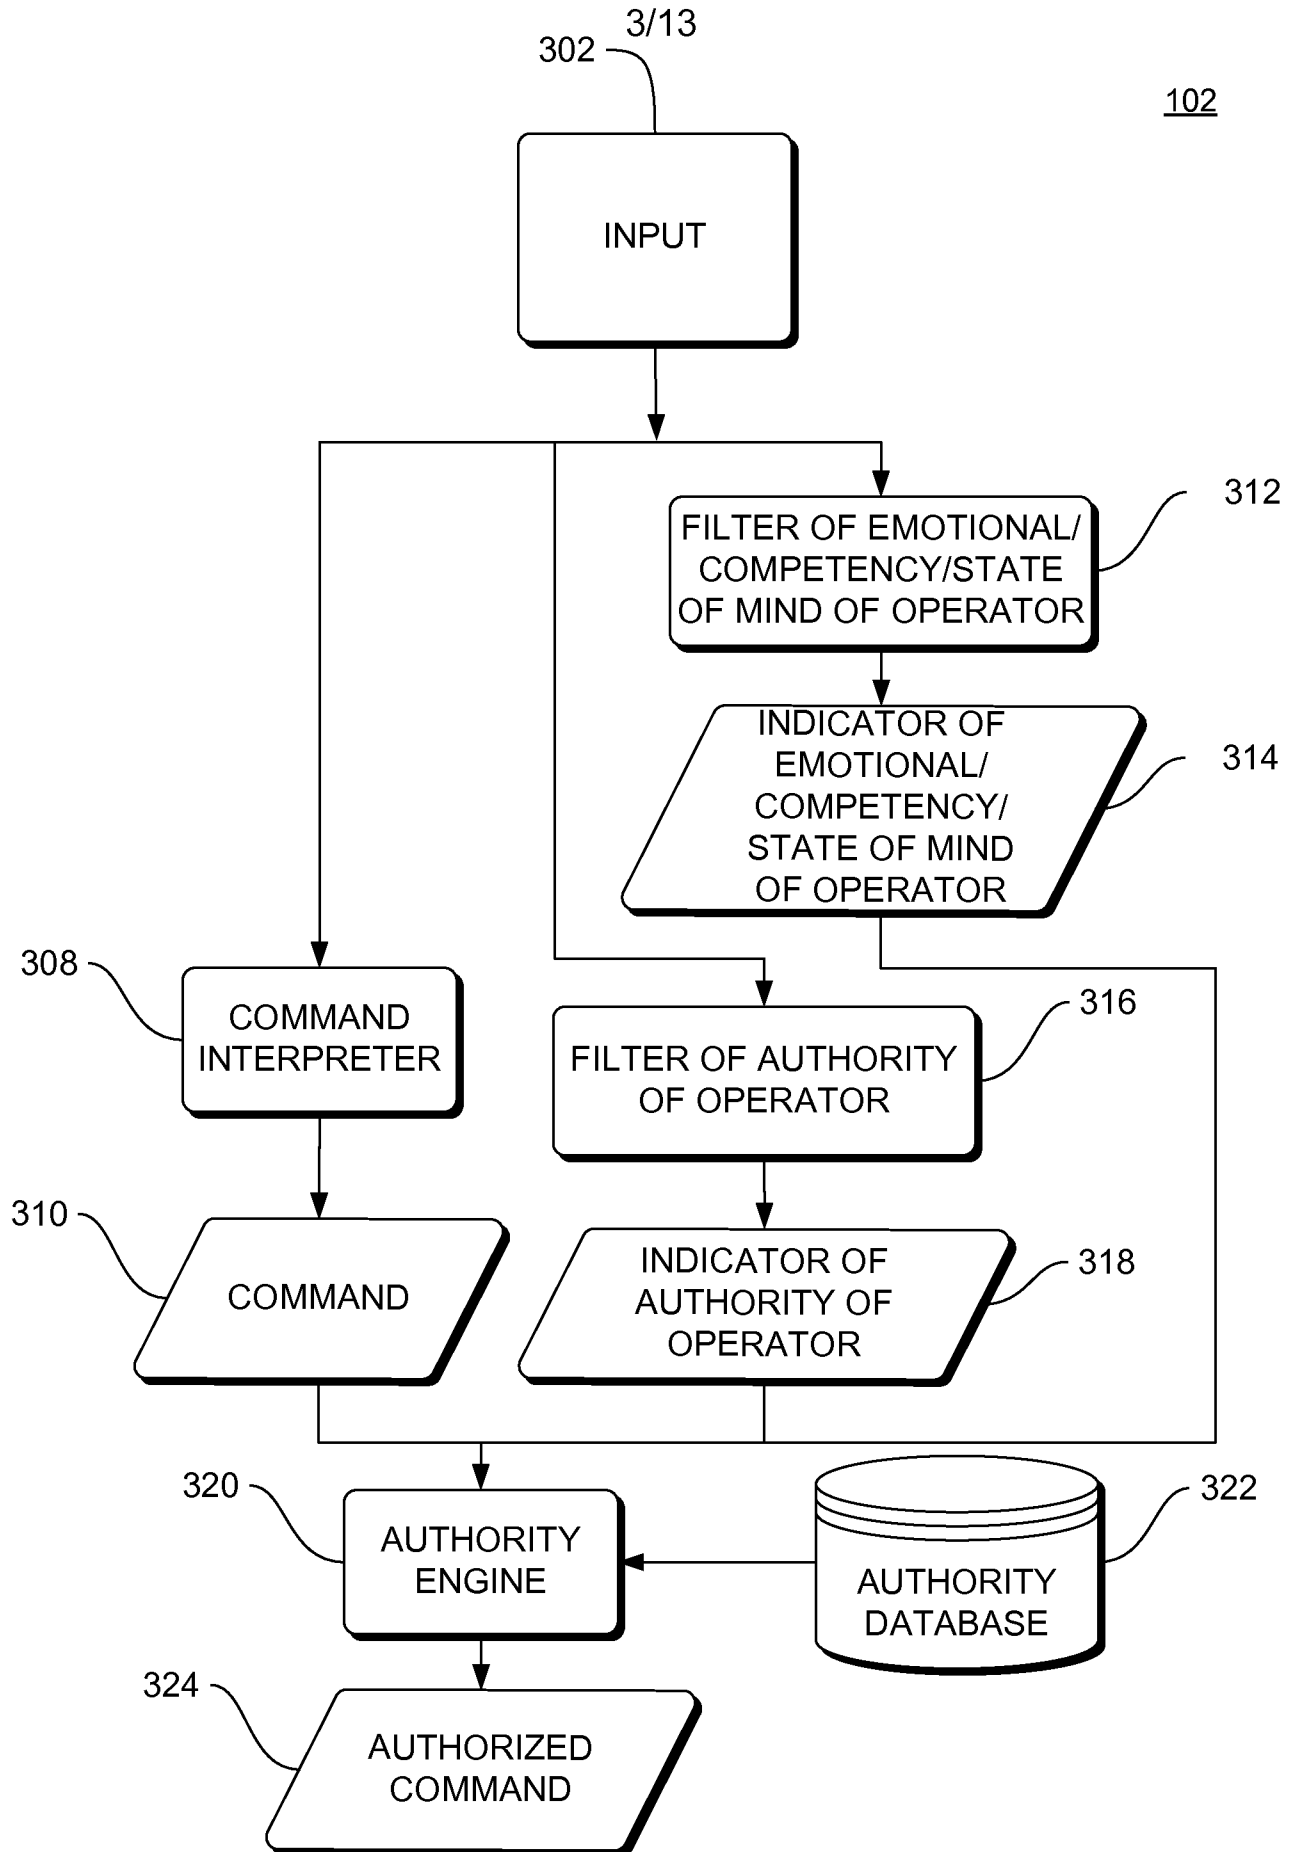 3/13
302
102
INPUT
312
FILTER OF EMOTIONAL/
COMPETENCY/STATE
OF MIND OF OPERATOR
314
INDICATOR OF
EMOTIONAL/
COMPETENCY/
STATE OF MIND
OF OPERATOR
308
COMMAND
INTERPRETER
316
FILTER OF AUTHORITY
OF OPERATOR
310
COMMAND
318
INDICATOR OF
AUTHORITY OF
OPERATOR
320
AUTHORITY
ENGINE
322
AUTHORITY
DATABASE
324
AUTHORIZED
COMMAND